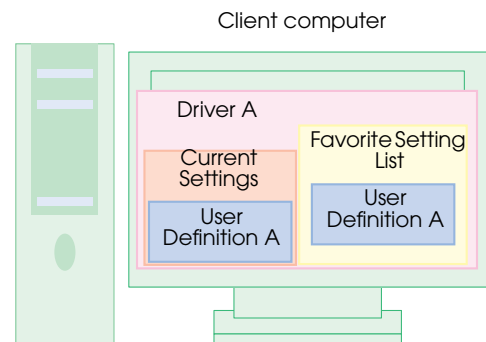 Client computer
Driver A
Favorite Setting
List
Current
Settings
User
Definition A
User
Definition A